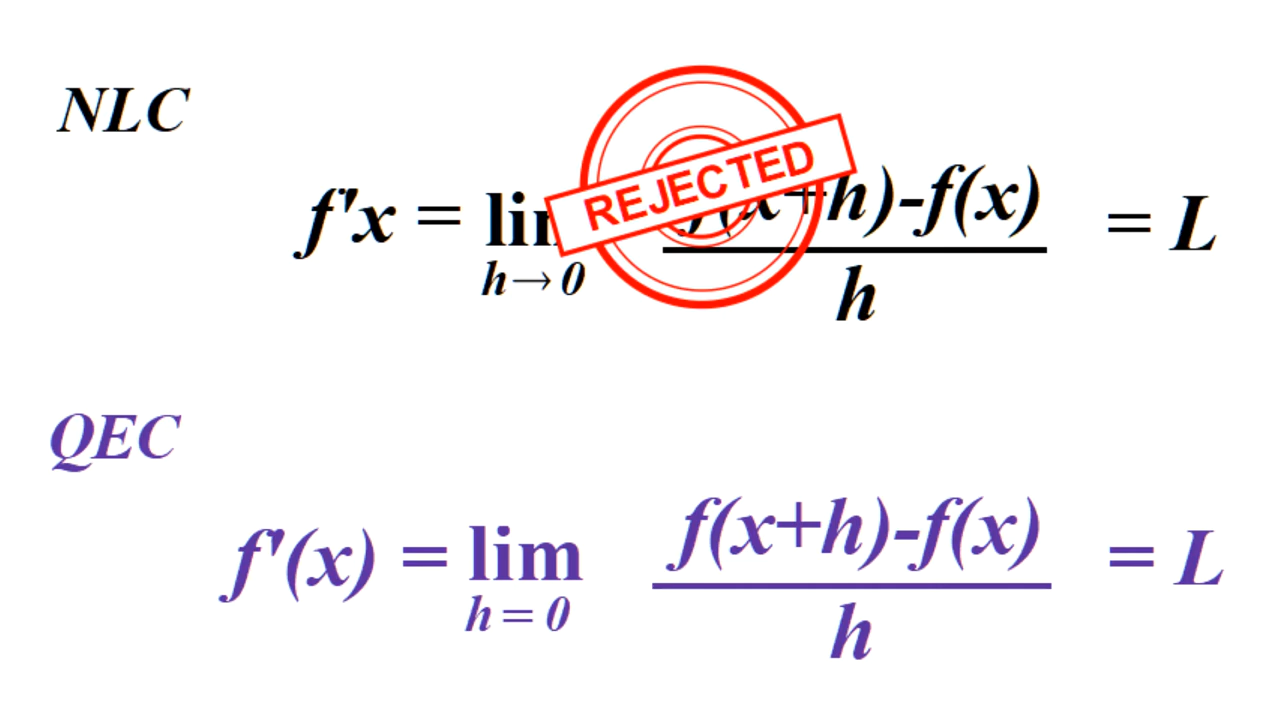 NLC
REJECTED
f'x = lim f(x+h)-f(x) = L
h→0 h
QEC
f'(x) = lim f(x+h)-f(x) = L
h = 0 h